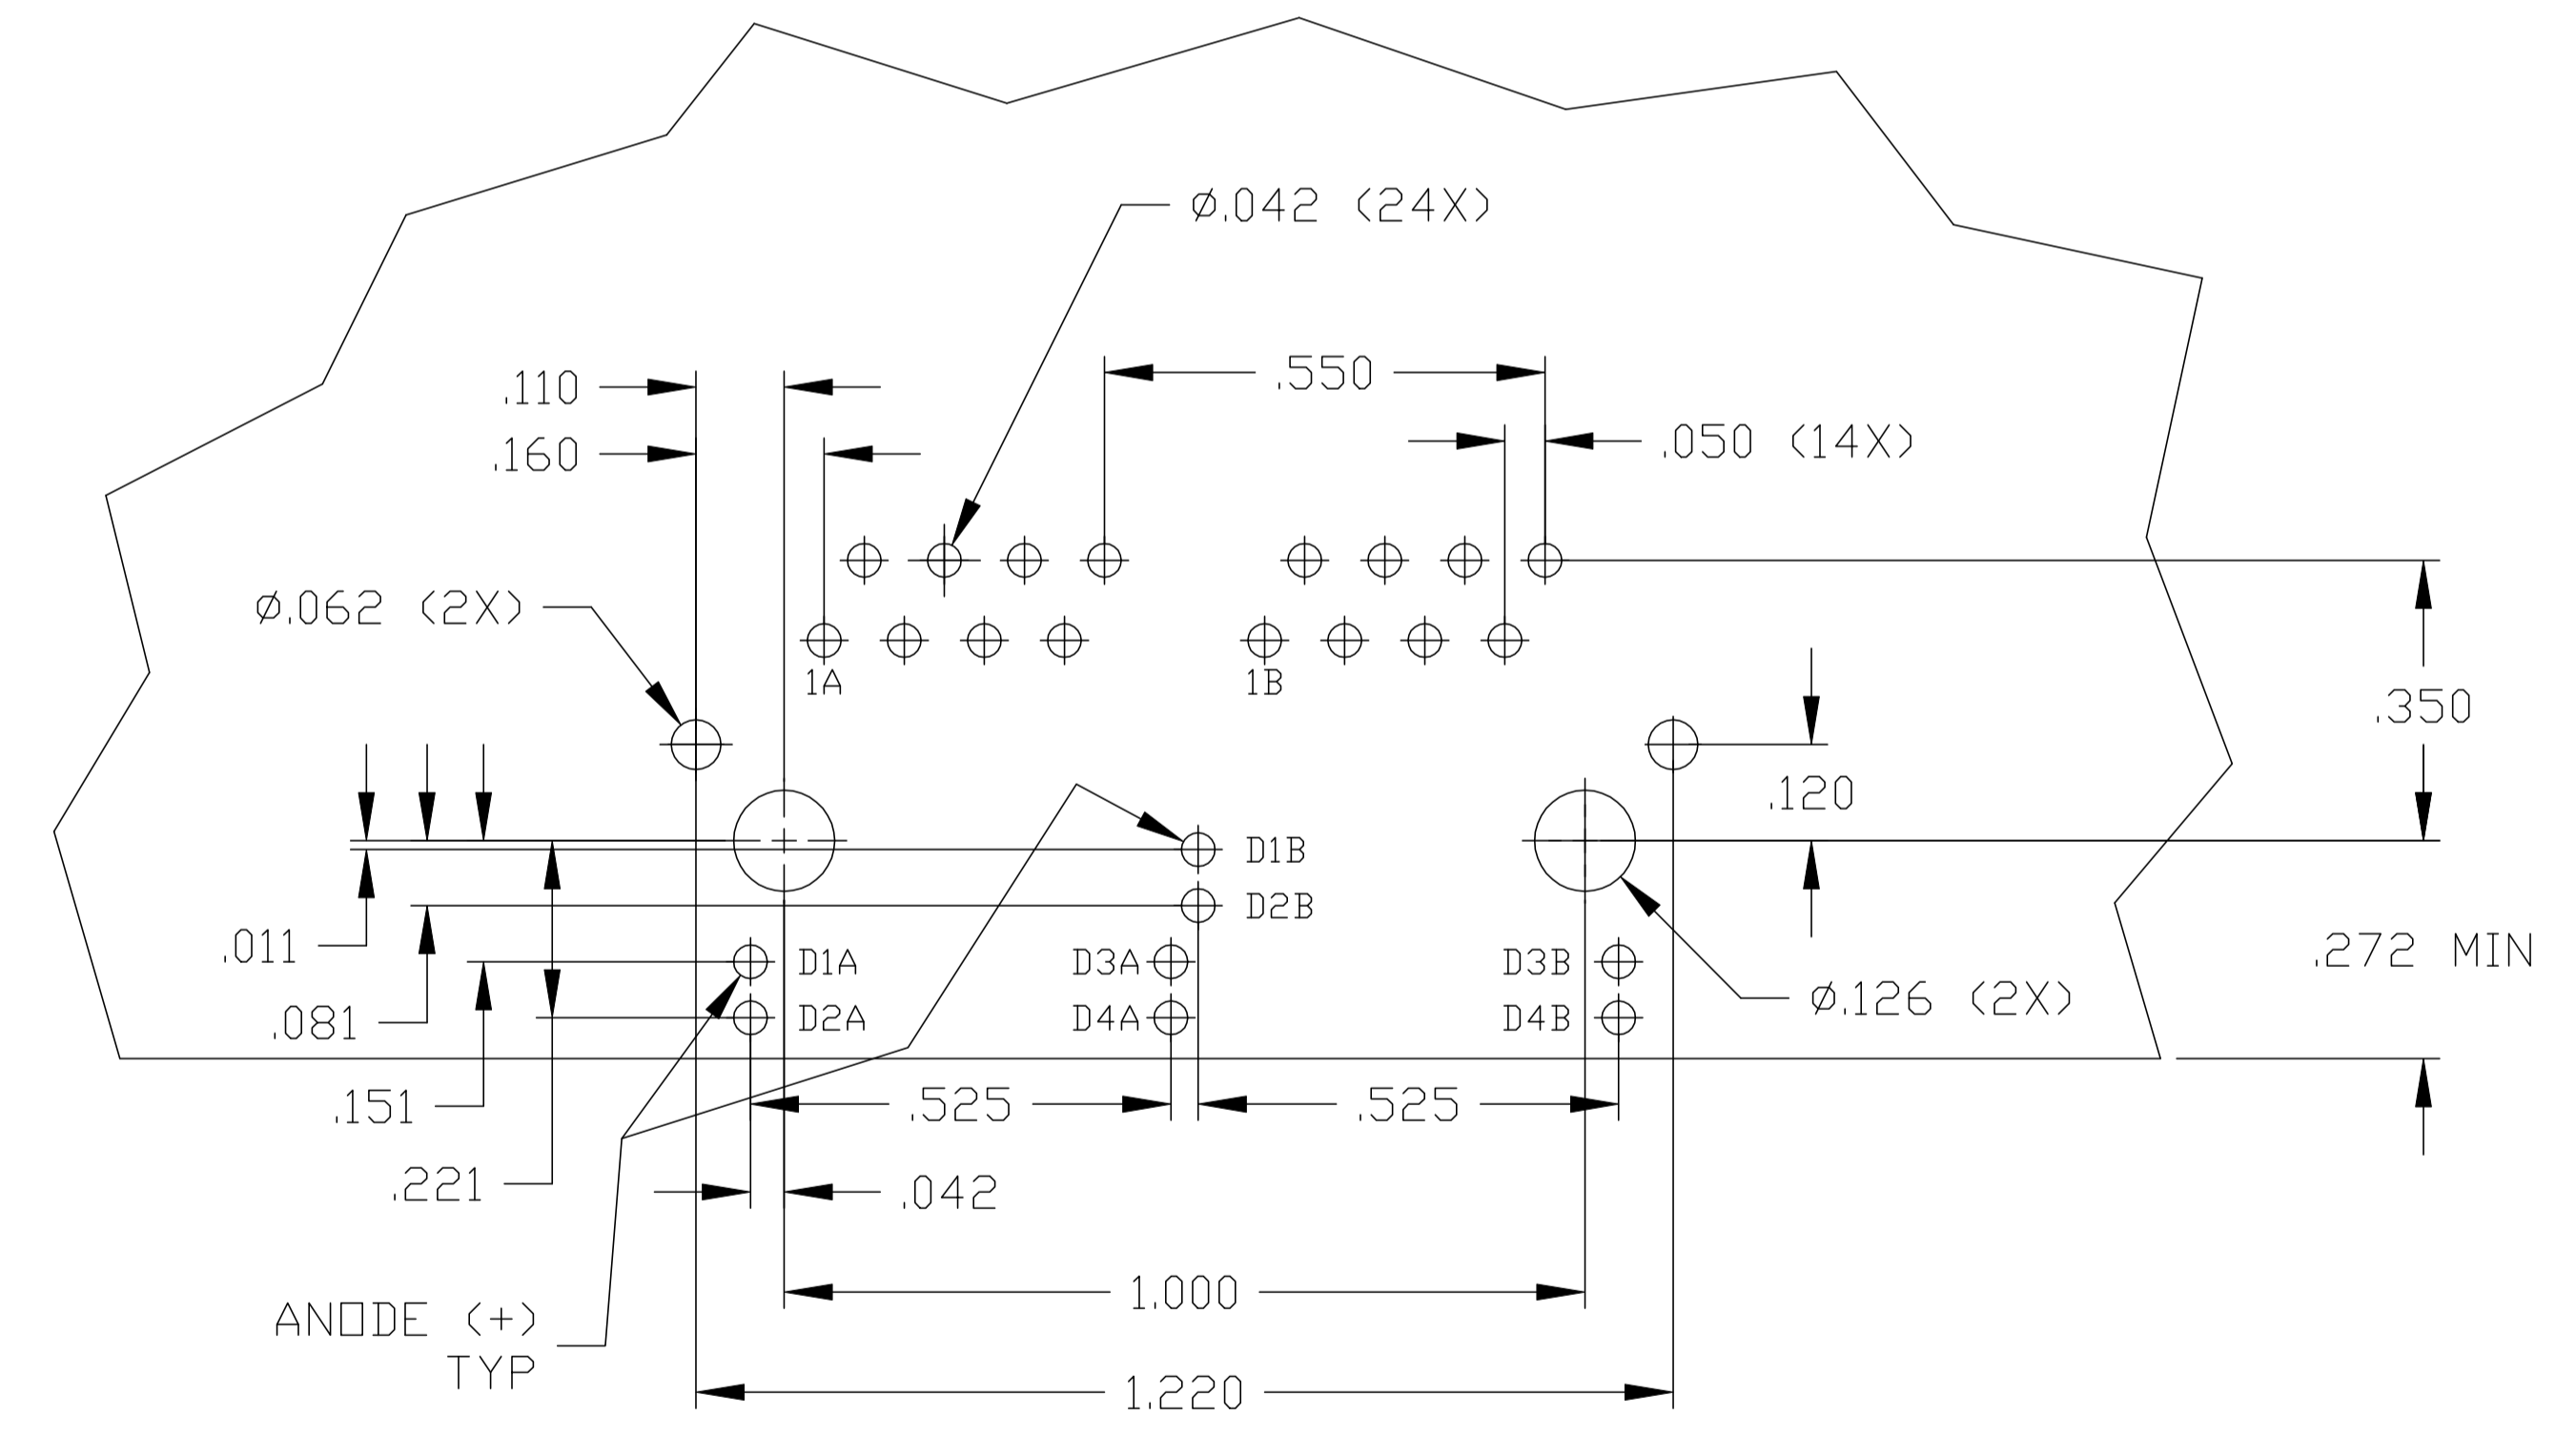 Ø.042 (24X)
.110
.550
.160
.050 (14X)
Ø.062 (2X)
1A
1B
.350
.120
D1B
D2B
.011
D1A
D3A
D3B
.272 MIN
Ø.126 (2X)
.081
D2A
D4A
D4B
.151
.525
.525
.221
.042
1.000
ANODE (+)
TYP
1.220